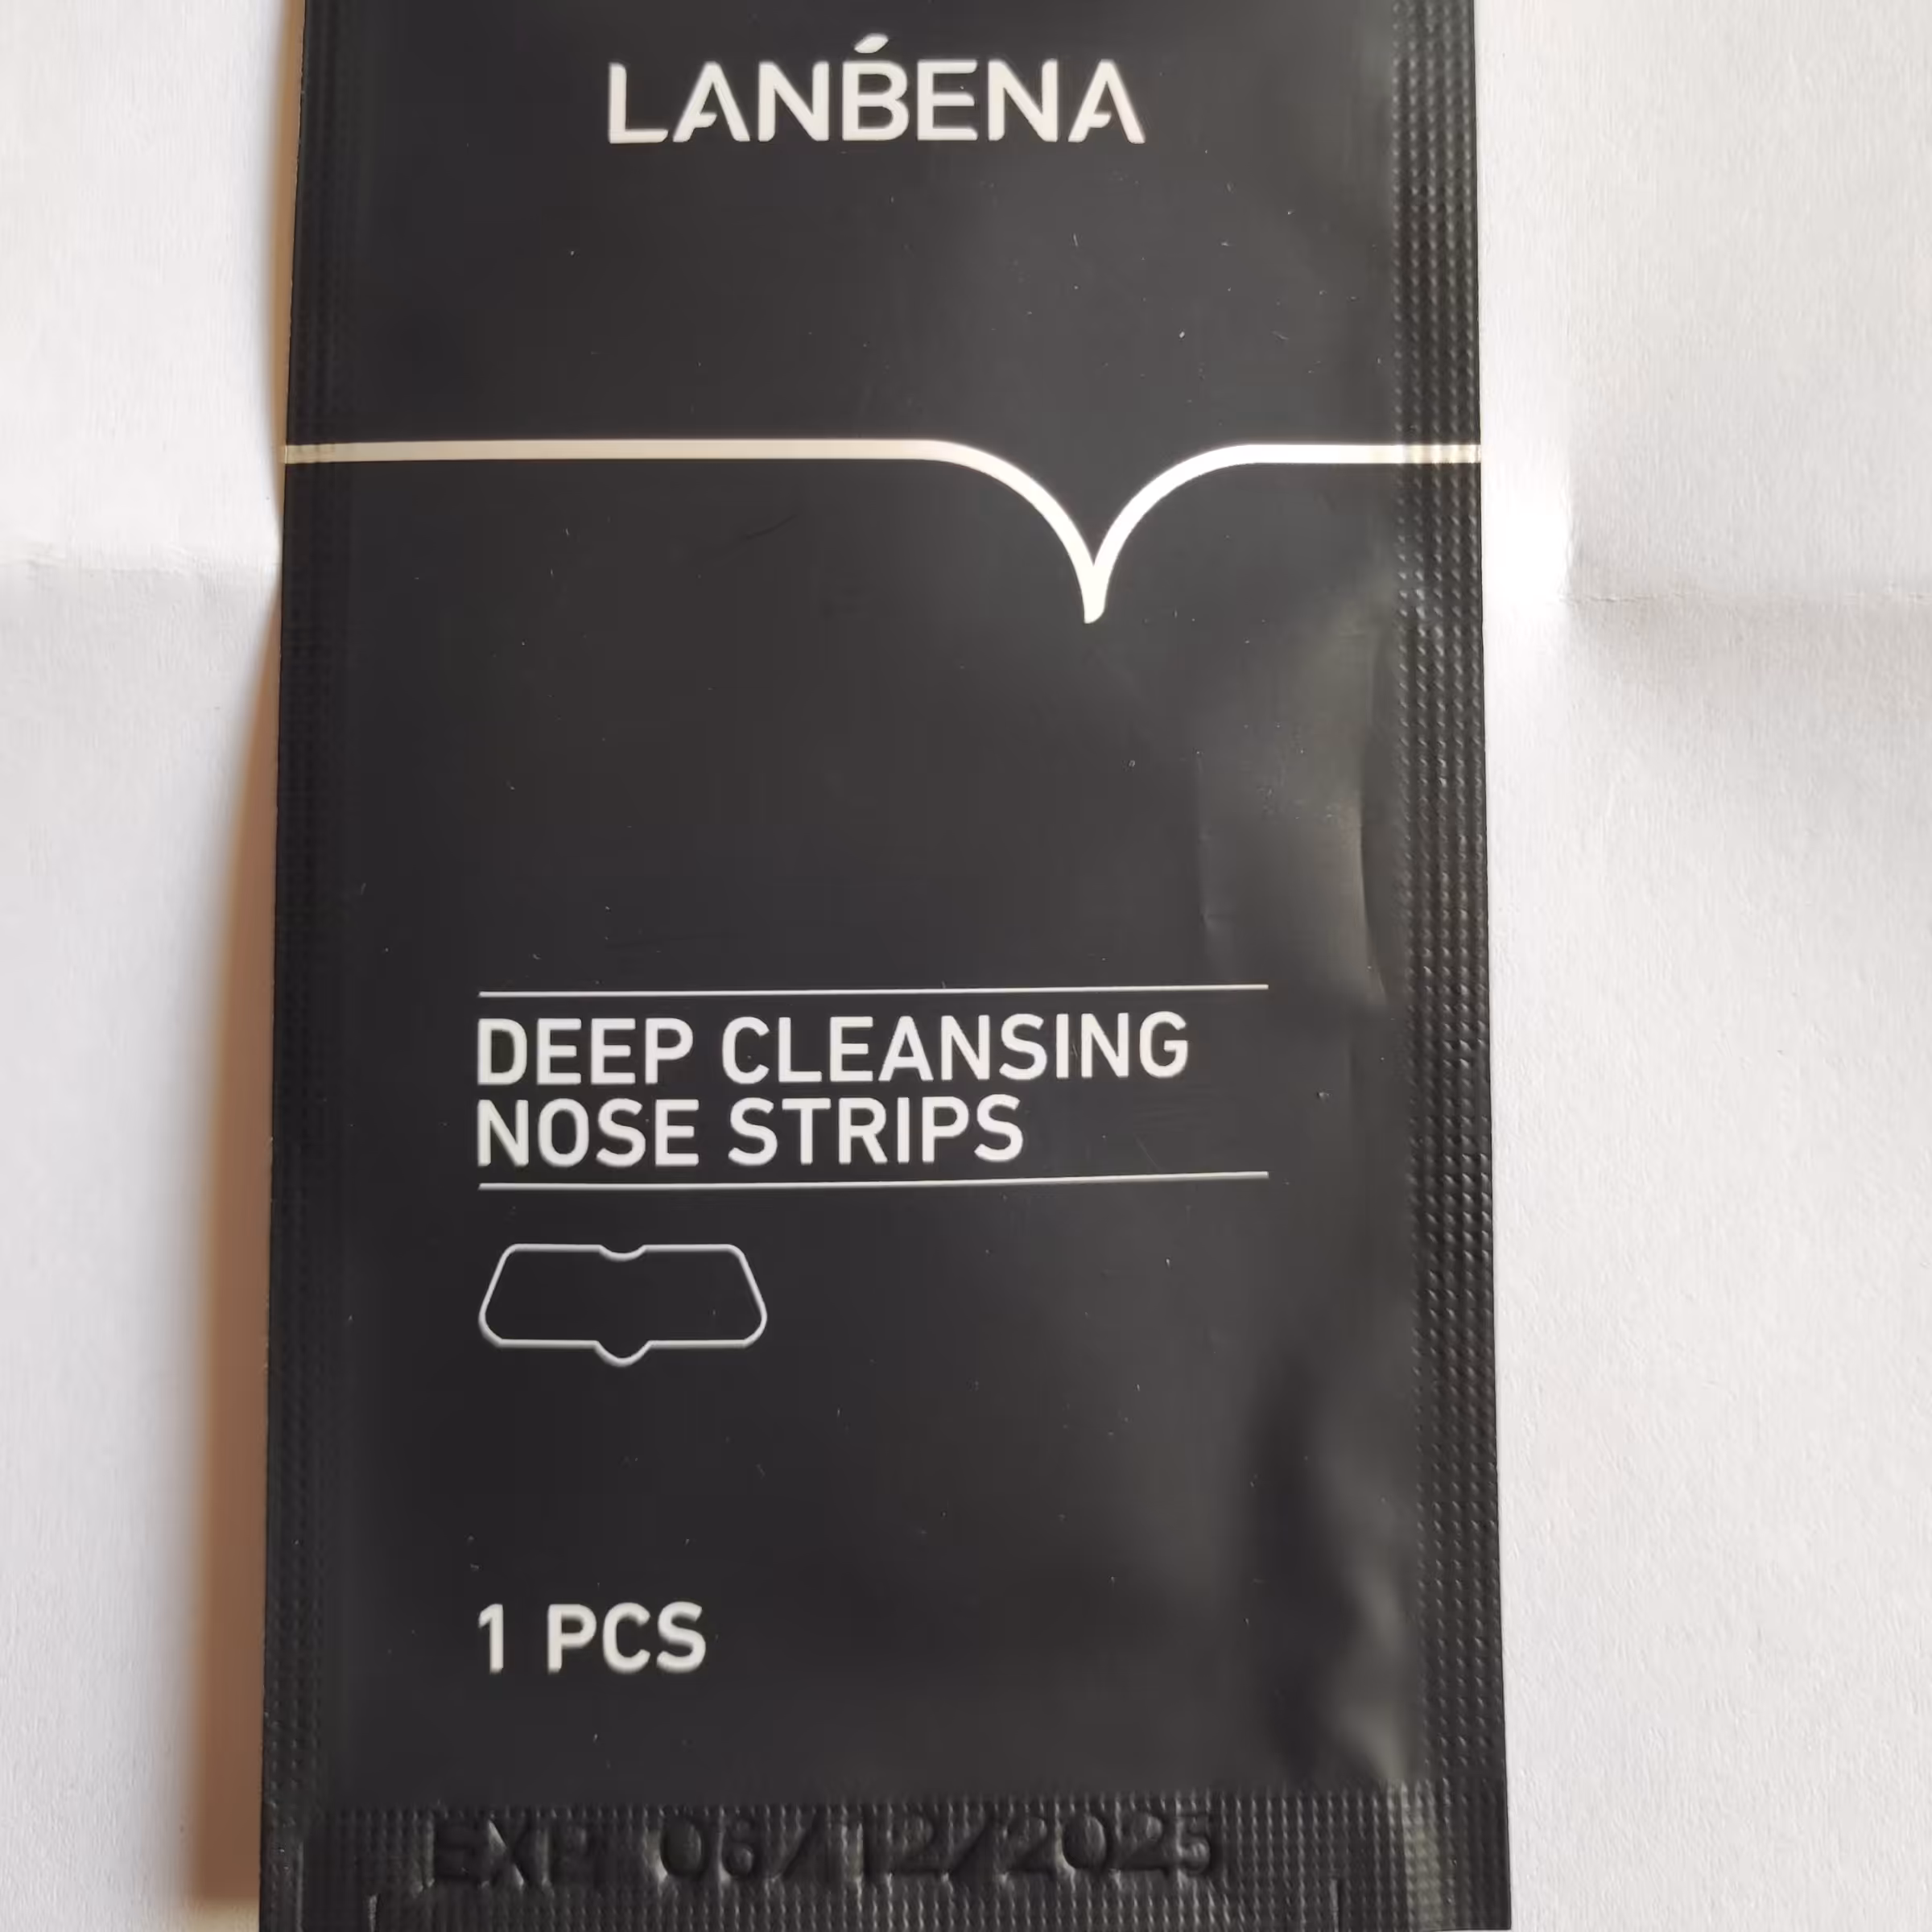 LANBENA
DEEP CLEANSING
NOSE STRIPS
1 PCS
EXP 06/12/2025